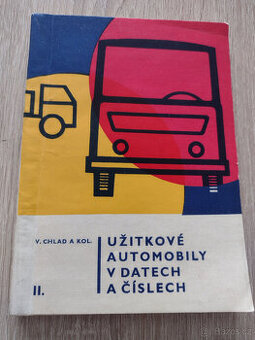 V. CHLAD A KOL.
UŽITKOVÉ
AUTOMOBILY
V DATECH
A ČÍSLECH
II.